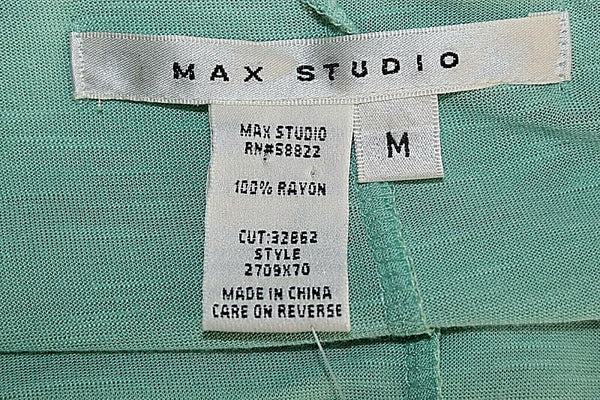 MAX STUDIO
M
MAX STUDIO
RN#58822
100% RAYON
CUT:32862
STYLE
2709X70
MADE IN CHINA
CARE ON REVERSE